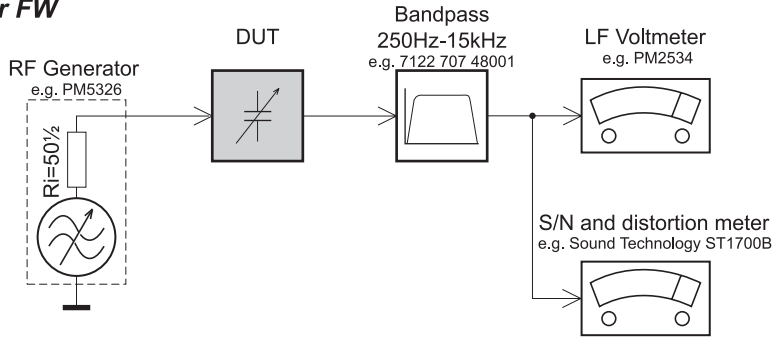 r FW
Bandpass
250Hz-15kHz
e.g. 7122 707 48001
DUT
LF Voltmeter
e.g. PM2534
RF Generator
e.g. PM5326
Ri=50½
S/N and distortion meter
e.g. Sound Technology ST1700B